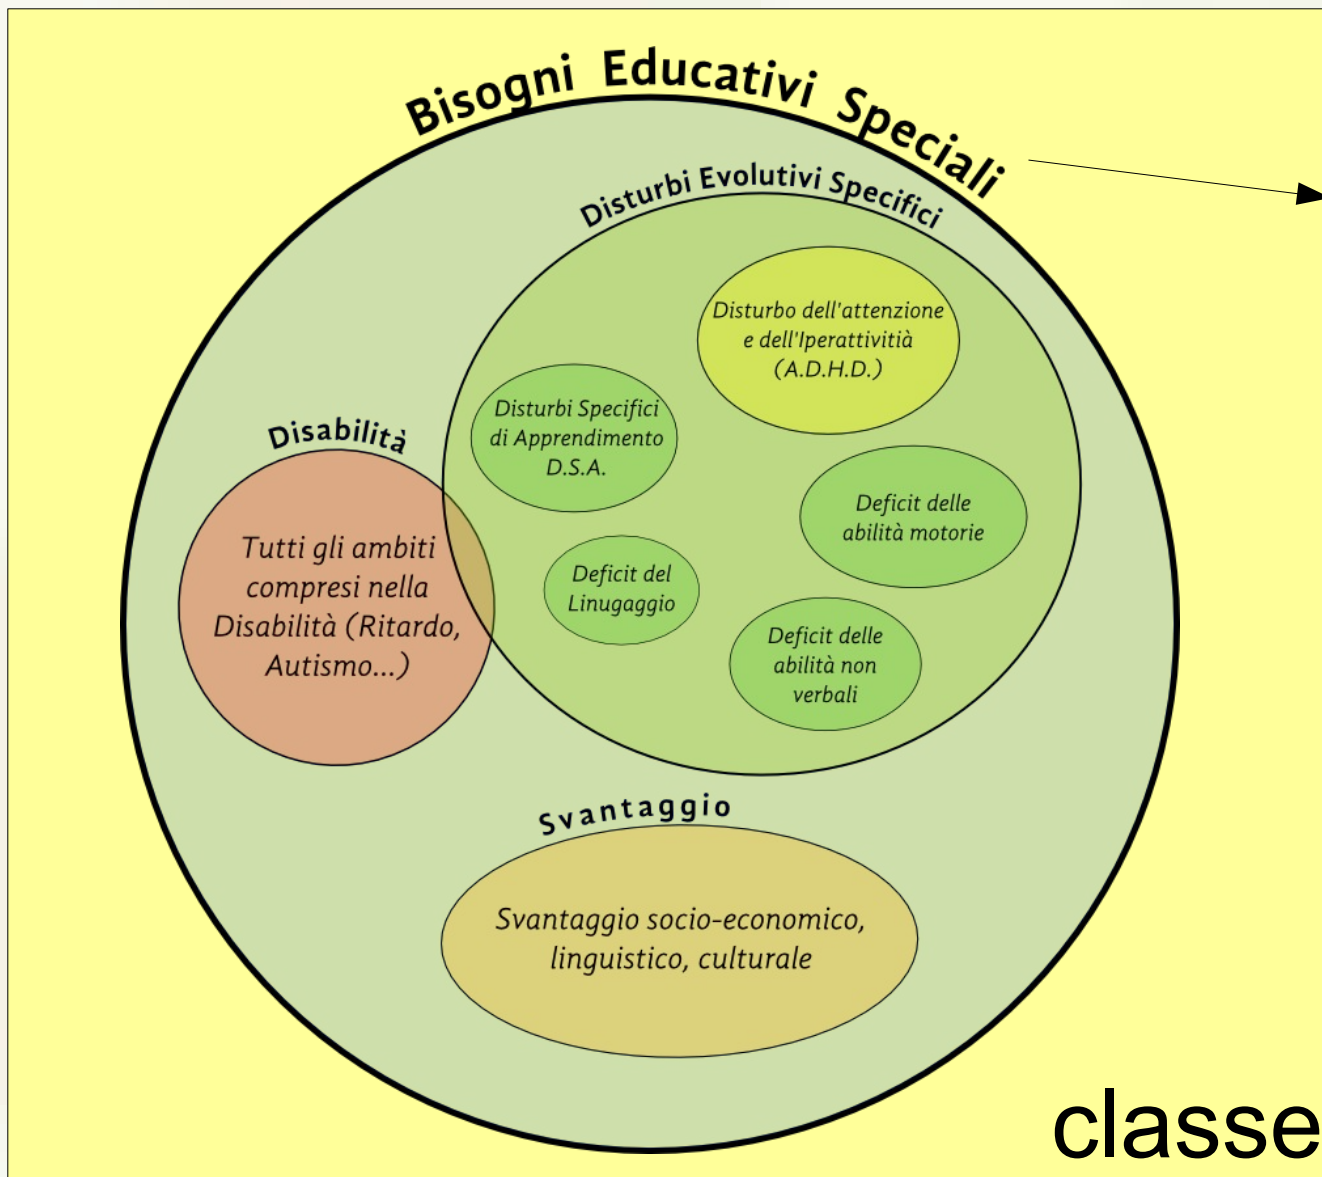 Bisogni Educativi Speciali
Disturbi Evolutivi Specifici
Disturbo dell'attenzione
e dell'Iperattivitià
(A.D.H.D.)
Disturbi Specifici
di Apprendimento
D.S.A.
Deficit delle
abilità motorie
Deficit del
Linugaggio
Deficit delle
abilità non
verbali
Disabilità
Tutti gli ambiti
compresi nella
Disabilità (Ritardo,
Autismo...)
Svantaggio
Svantaggio socio-economico,
linguistico, culturale
classe